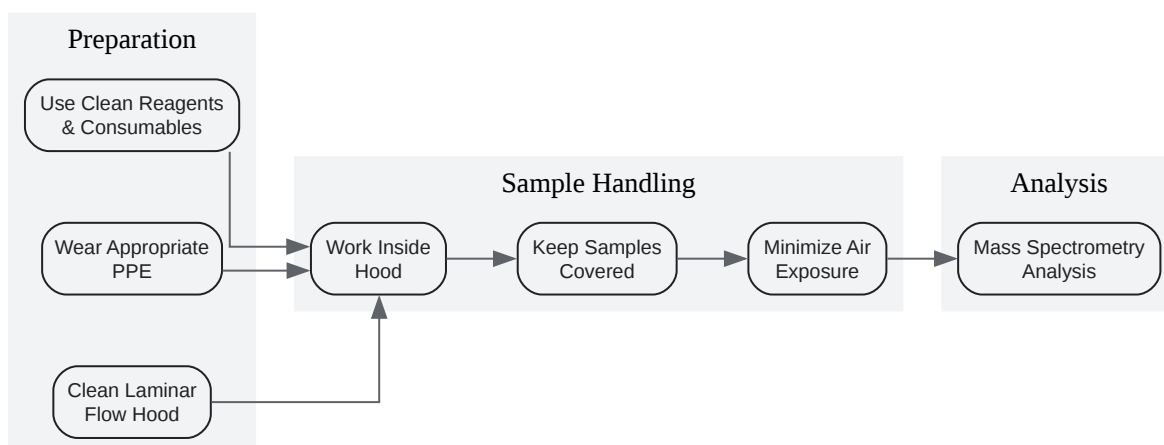 Preparation
Use Clean Reagents
& Consumables
Wear Appropriate
PPE
Clean Laminar
Flow Hood
Sample Handling
Work Inside
Hood
Keep Samples
Covered
Minimize Air
Exposure
Analysis
Mass Spectrometry
Analysis